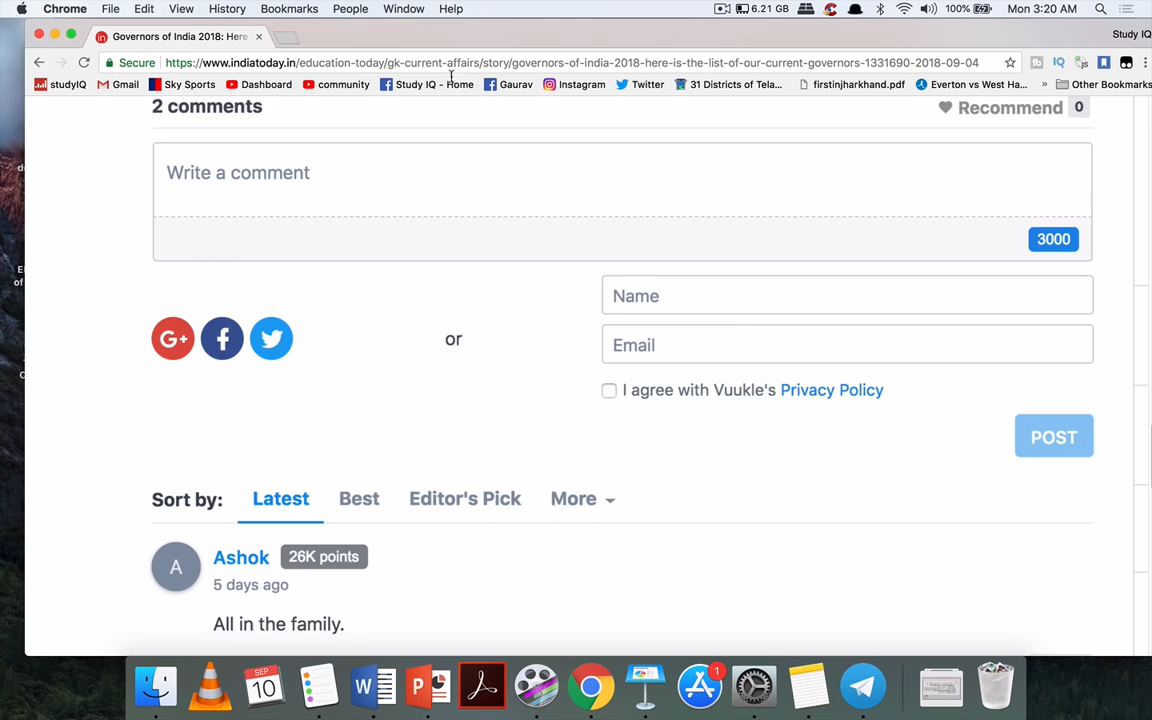 Chrome File Edit View History Bookmarks People Window Help 6.21 GB 100% Mon 3:20 AM
Governors of India 2018: Here Study IQ
Secure https://www.indiatoday.in/education-today/gk-current-affairs/story/governors-of-india-2018-here-is-the-list-of-our-current-governors-1331690-2018-09-04
studyIQ Gmail Sky Sports Dashboard community Study IQ - Home Gaurav Instagram Twitter 31 Districts of Tela... firstinjharkhand.pdf Everton vs West Ha... » Other Bookmarks
2 comments Recommend 0
Write a comment
3000
Name
G+ f or
Email
I agree with Vuukle's Privacy Policy
POST
Sort by: Latest Best Editor's Pick More
A Ashok 26K points
5 days ago
All in the family.
SEP
10
W P 1